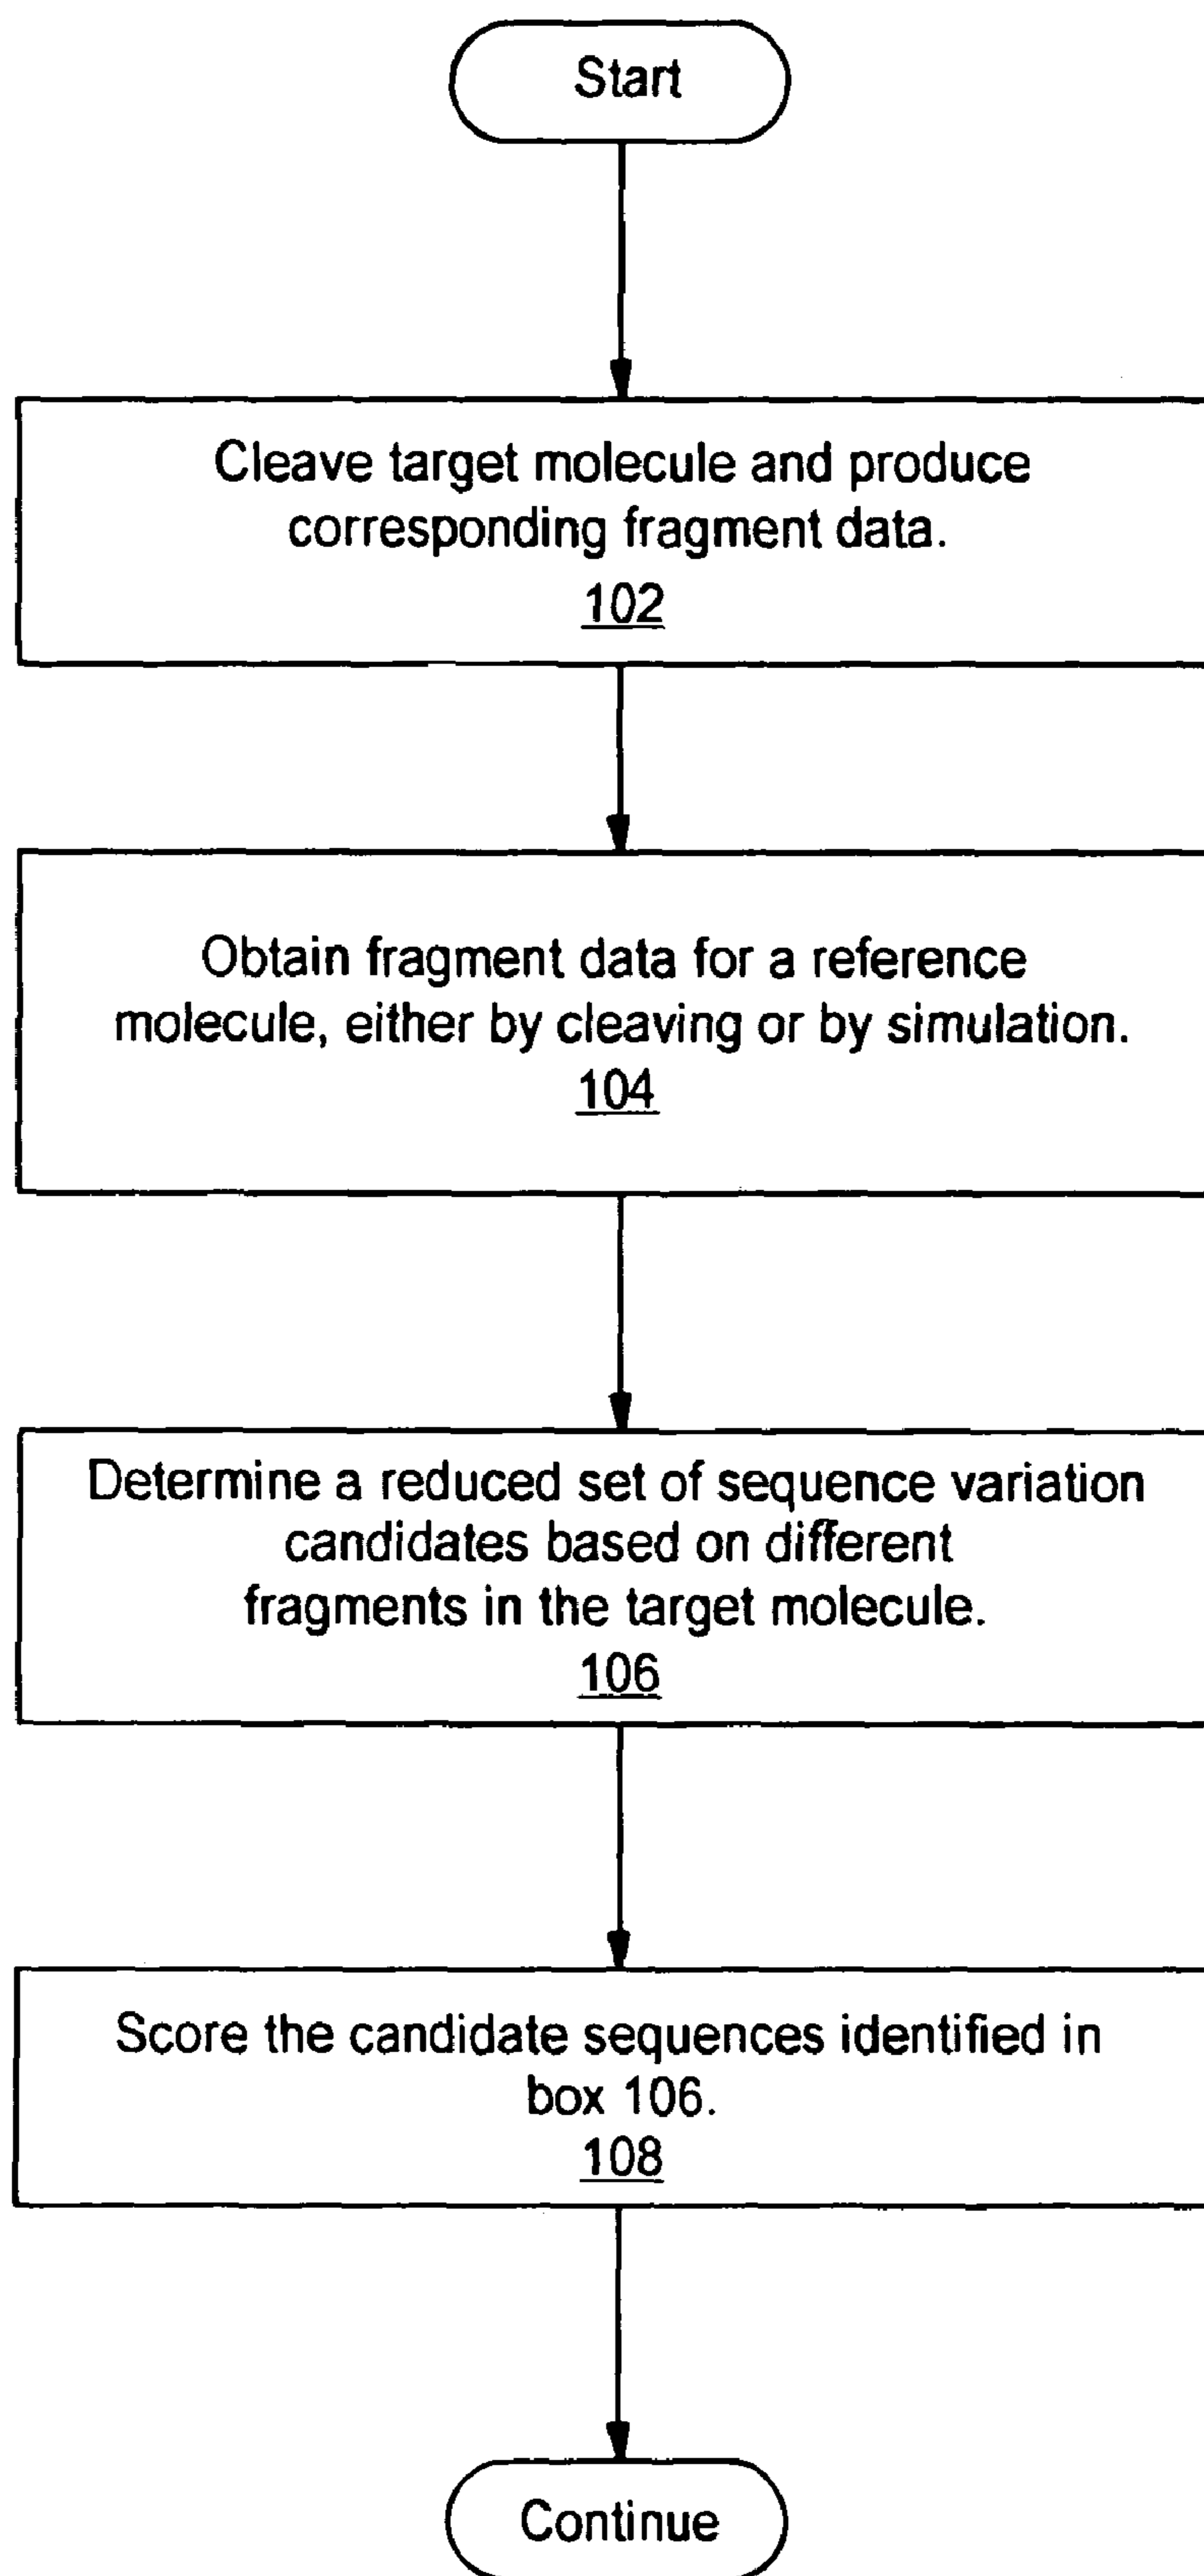 Start
Cleave target molecule and produce
corresponding fragment data.
102
Obtain fragment data for a reference
molecule, either by cleaving or by simulation.
104
Determine a reduced set of sequence variation
candidates based on different
fragments in the target molecule.
106
Score the candidate sequences identified in
box 106.
108
Continue